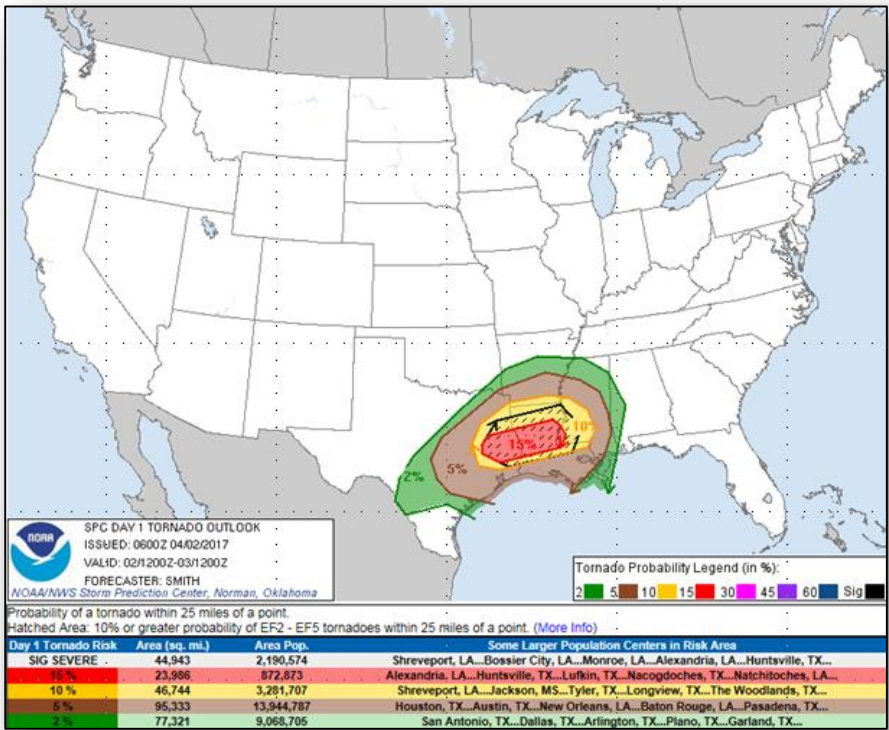 2%
5%
10%
15%
NOAA
SPC DAY 1 TORNADO OUTLOOK
ISSUED: 0600Z 04/02/2017
VALID: 02/1200Z-03/1200Z
FORECASTER: SMITH
NOAA/NWS Storm Prediction Center, Norman, Oklahoma
Tornado Probability Legend (in %):
2 5 10 15 30 45 60 Sig
Probability of a tornado within 25 miles of a point.
Hatched Area: 10% or greater probability of EF2 - EF5 tornadoes within 25 miles of a point. (More Info)
Day 1 Tornado Risk Area (sq. mi.) Area Pop. Some Larger Population Centers in Risk Area
SIG SEVERE 44,943 2,190,574 Shreveport, LA...Bossier City, LA...Monroe, LA...Alexandria, LA...Huntsville, TX...
15 % 23,986 872,873 Alexandria, LA...Huntsville, TX...Lufkin, TX...Nacogdoches, TX...Natchitoches, LA...
10 % 46,744 3,281,707 Shreveport, LA...Jackson, MS...Tyler, TX...Longview, TX...The Woodlands, TX...
5 % 95,333 13,944,787 Houston, TX...Austin, TX...New Orleans, LA...Baton Rouge, LA...Pasadena, TX...
2 % 77,321 9,068,705 San Antonio, TX...Dallas, TX...Arlington, TX...Plano, TX...Garland, TX...